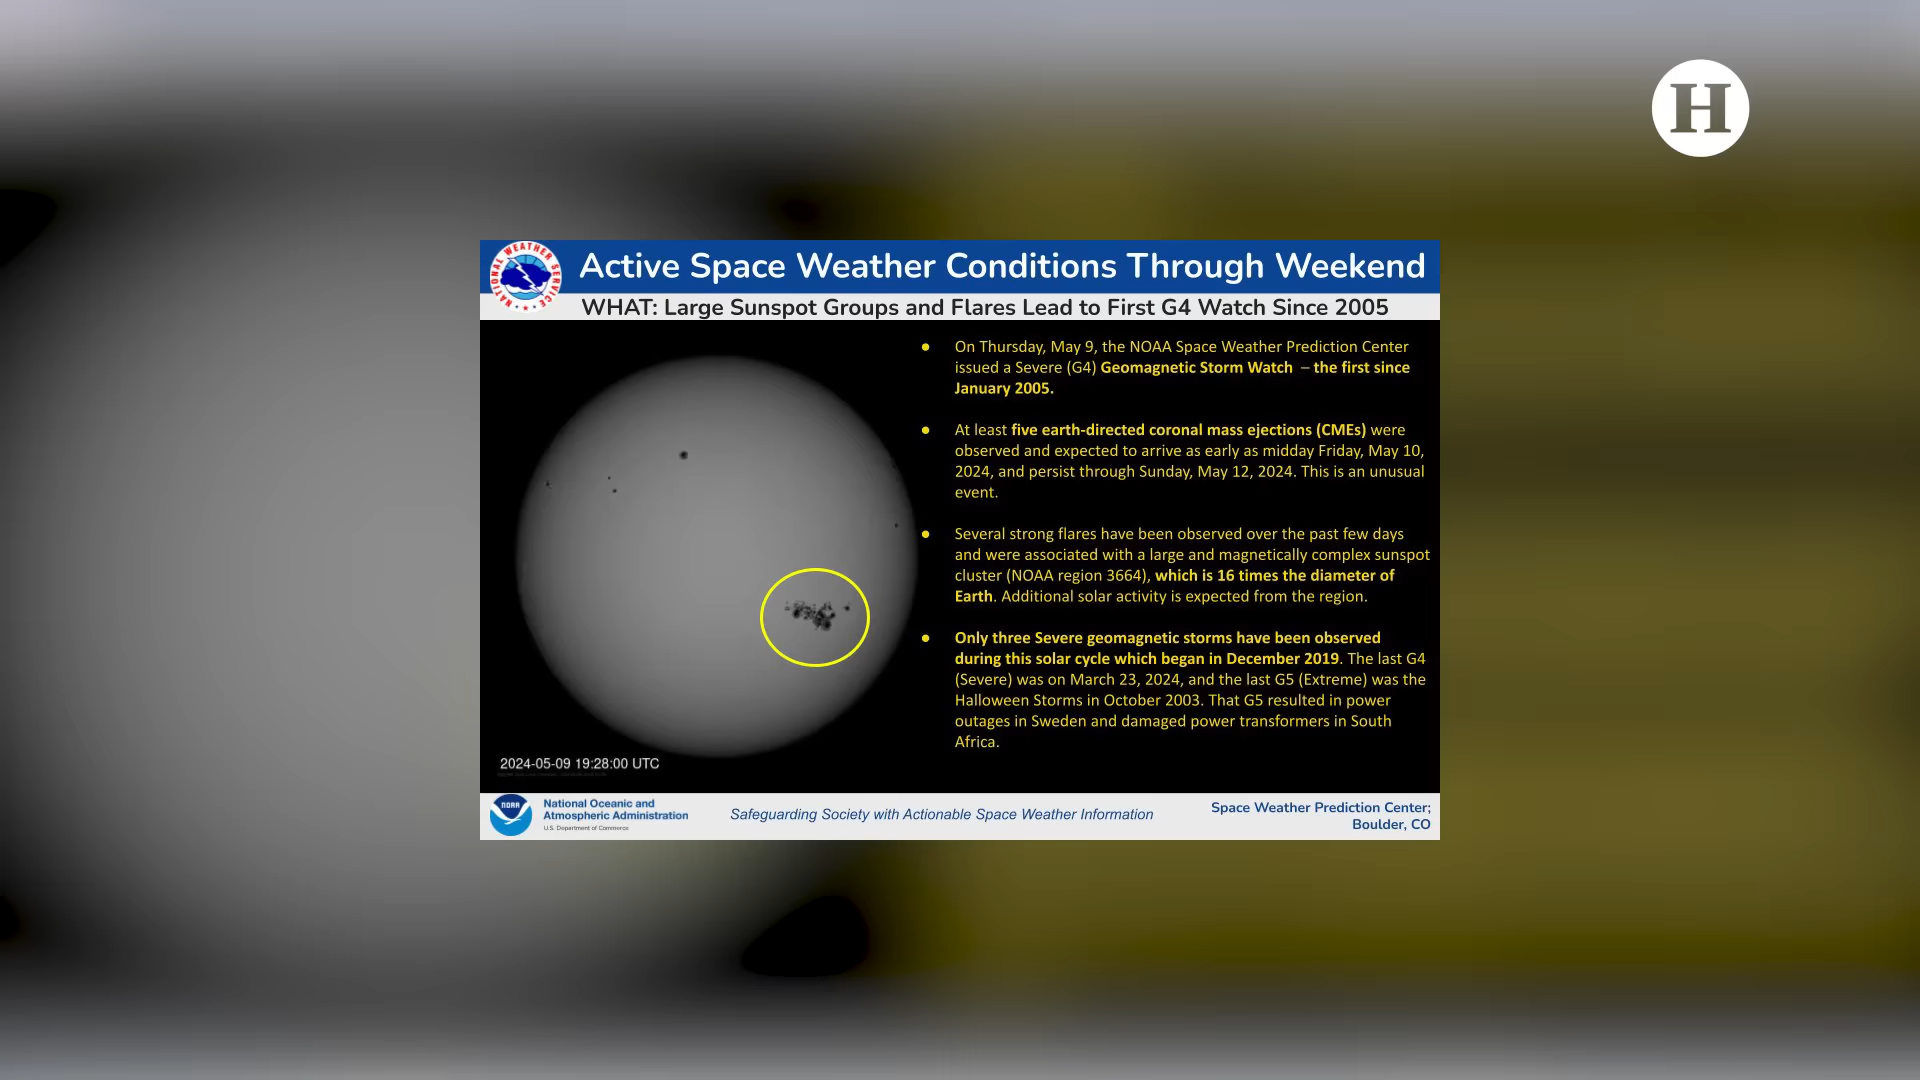 H
NATIONAL WEATHER SERVICE
Active Space Weather Conditions Through Weekend
WHAT: Large Sunspot Groups and Flares Lead to First G4 Watch Since 2005
● On Thursday, May 9, the NOAA Space Weather Prediction Center
issued a Severe (G4) Geomagnetic Storm Watch – the first since
January 2005.
● At least five earth-directed coronal mass ejections (CMEs) were
observed and expected to arrive as early as midday Friday, May 10,
2024, and persist through Sunday, May 12, 2024. This is an unusual
event.
● Several strong flares have been observed over the past few days
and were associated with a large and magnetically complex sunspot
cluster (NOAA region 3664), which is 16 times the diameter of
Earth. Additional solar activity is expected from the region.
● Only three Severe geomagnetic storms have been observed
during this solar cycle which began in December 2019. The last G4
(Severe) was on March 23, 2024, and the last G5 (Extreme) was the
Halloween Storms in October 2003. That G5 resulted in power
outages in Sweden and damaged power transformers in South
Africa.
2024-05-09 19:28:00 UTC
NOAA
National Oceanic and
Atmospheric Administration
U.S. Department of Commerce
Safeguarding Society with Actionable Space Weather Information
Space Weather Prediction Center;
Boulder, CO